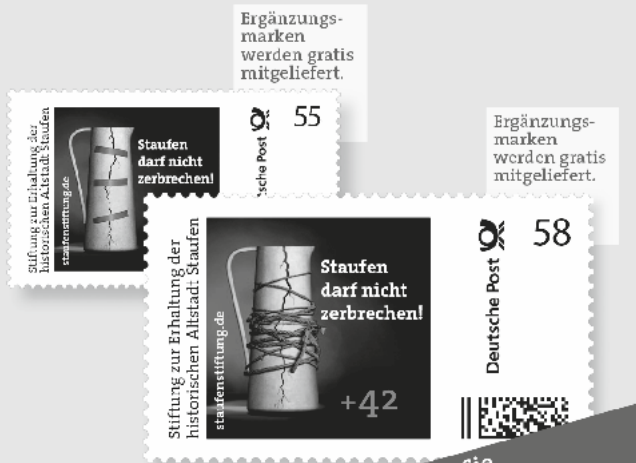 Ergänzungs-
marken
werden gratis
mitgeliefert.
Stiftung zur Erhaltung der
historischen Altstadt Staufen
staufenstiftung.de
Staufen
darf nicht
zerbrechen!
55
Ergänzungs-
marken
werden gratis
mitgeliefert.
Stiftung zur Erhaltung der
historischen Altstadt Staufen
staufenstiftung.de
Staufen
darf nicht
zerbrechen!
+42
Deutsche Post
58